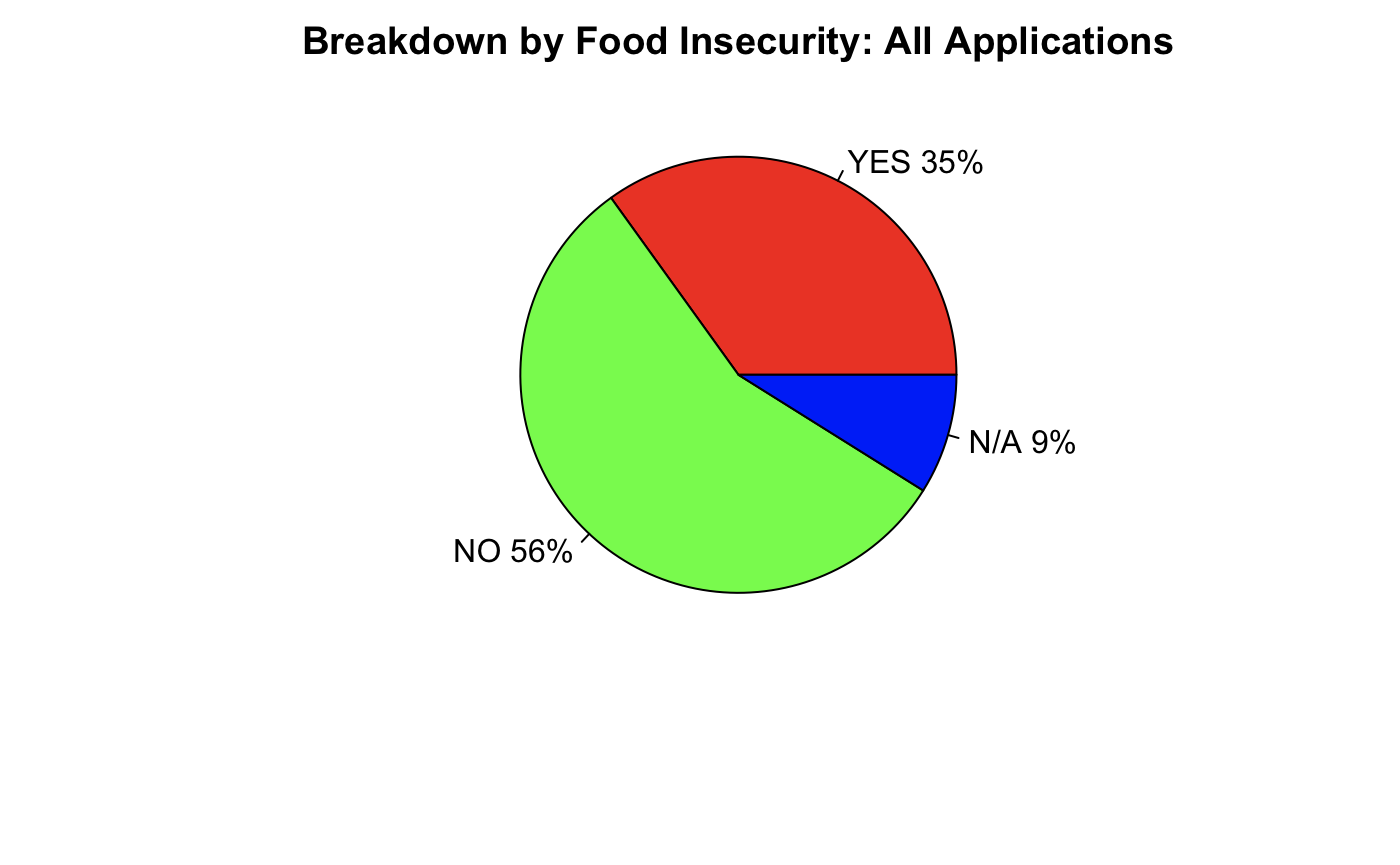 Breakdown by Food Insecurity: All Applications
YES 35%
N/A 9%
NO 56%